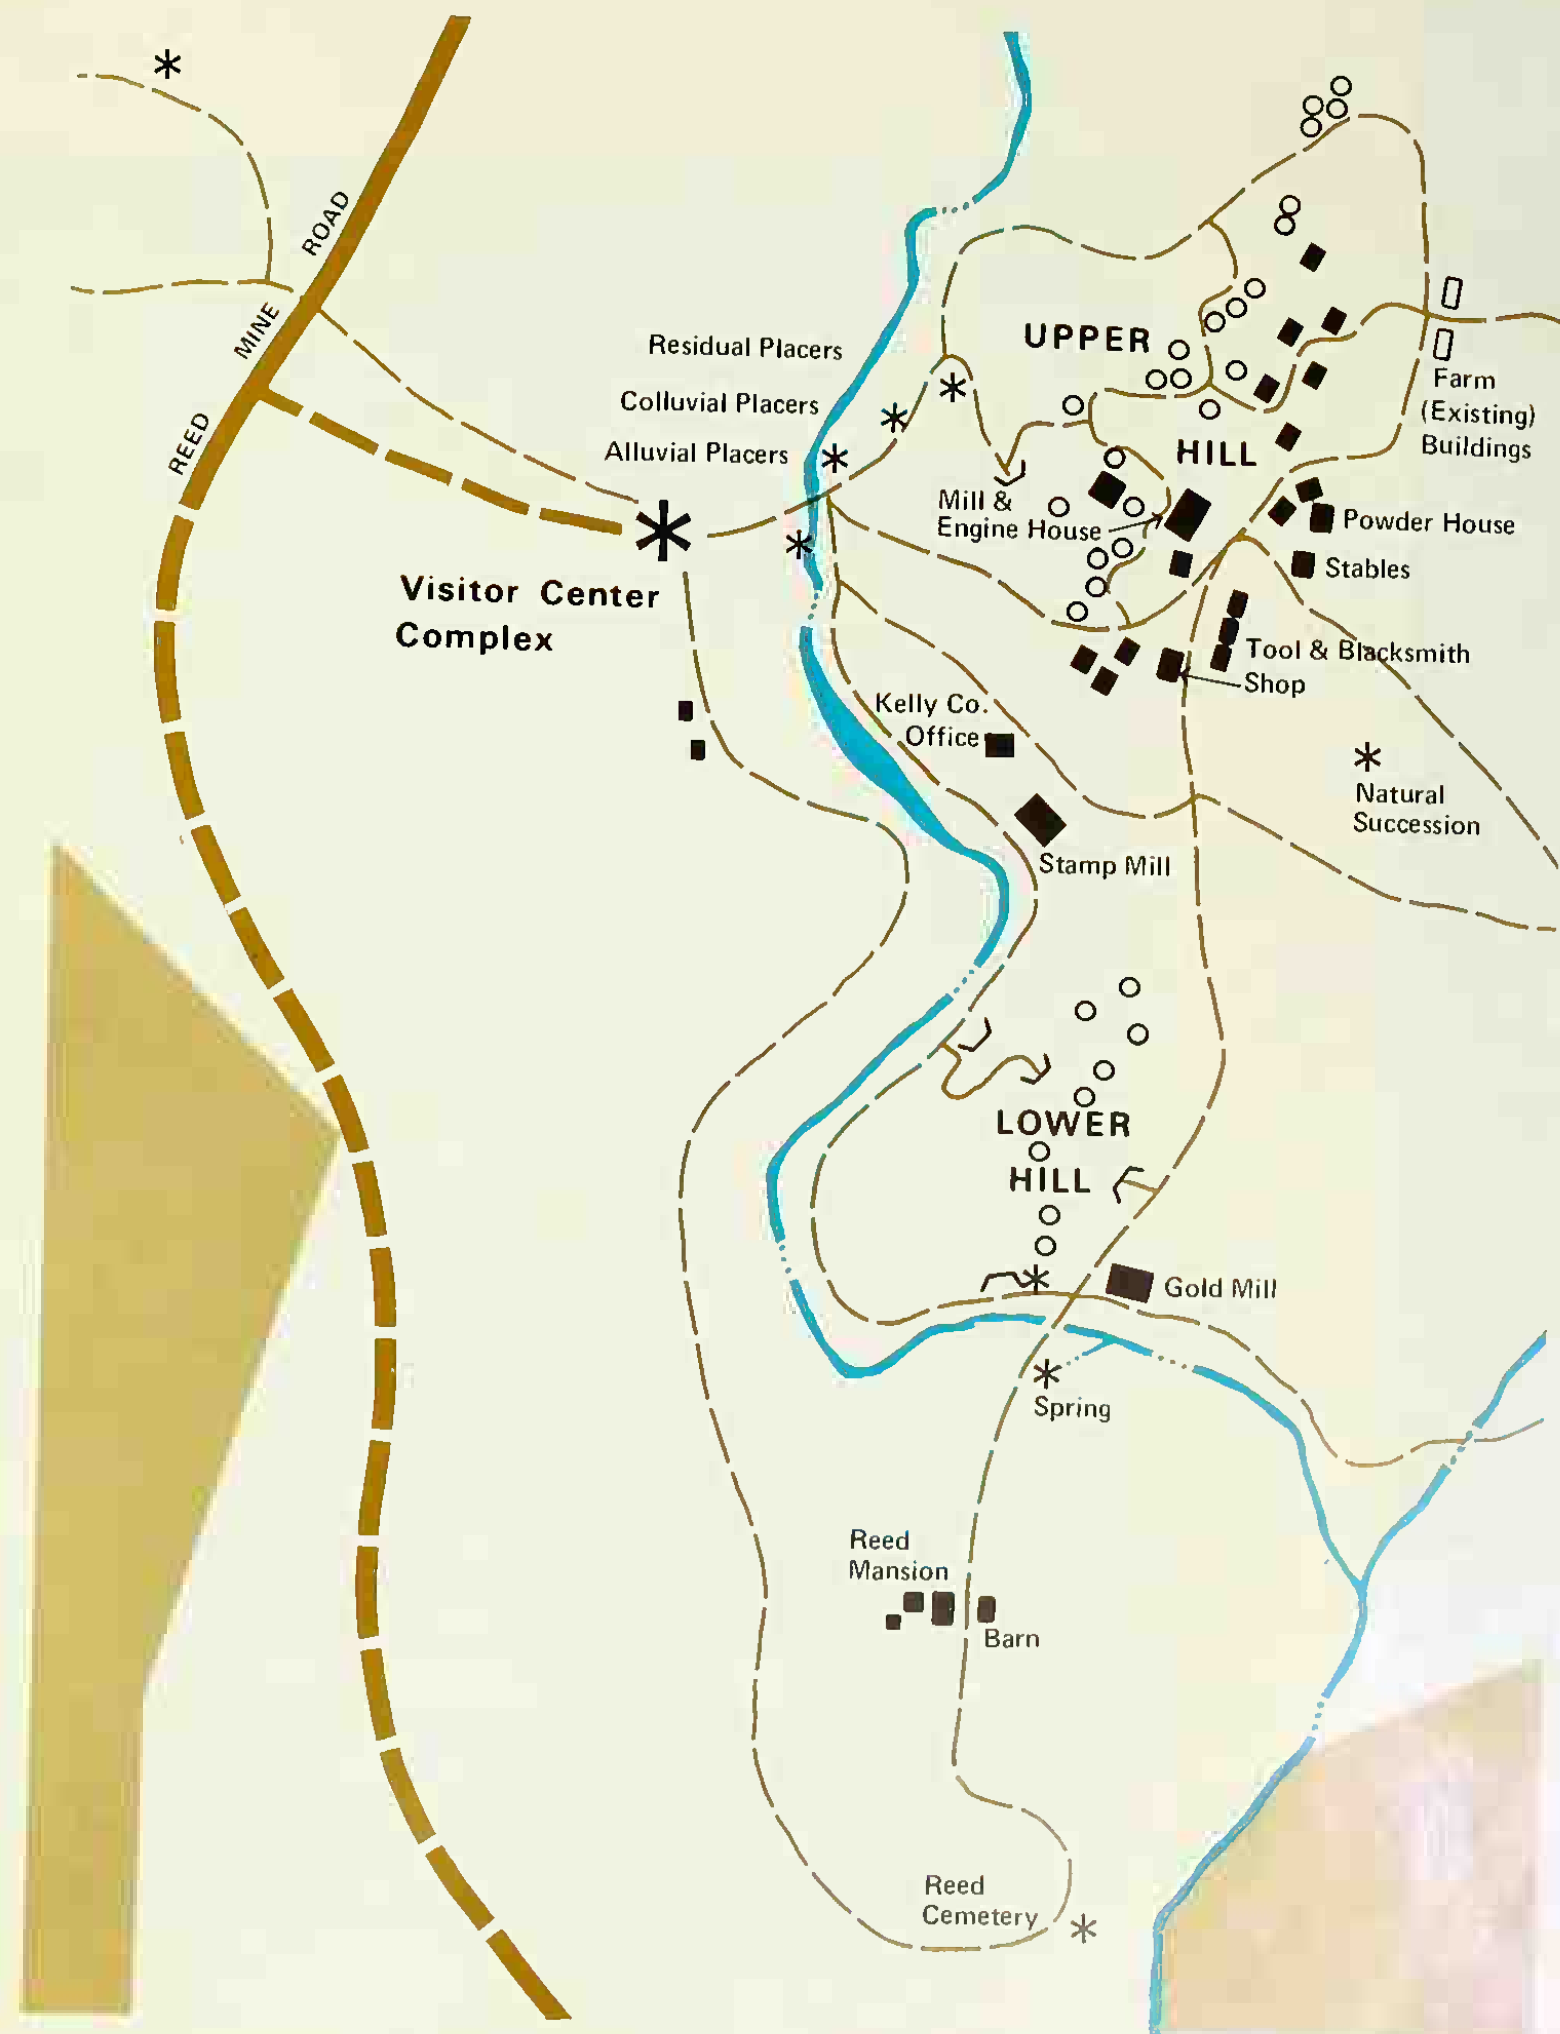 REED MINE ROAD
Residual Placers
Colluvial Placers
Alluvial Placers
UPPER
HILL
Farm
(Existing)
Buildings
Mill &
Engine House
Powder House
Stables
Visitor Center
Complex
Tool & Blacksmith
Shop
Kelly Co.
Office
Natural
Succession
Stamp Mill
LOWER
HILL
Gold Mill
Spring
Reed
Mansion
Barn
Reed
Cemetery